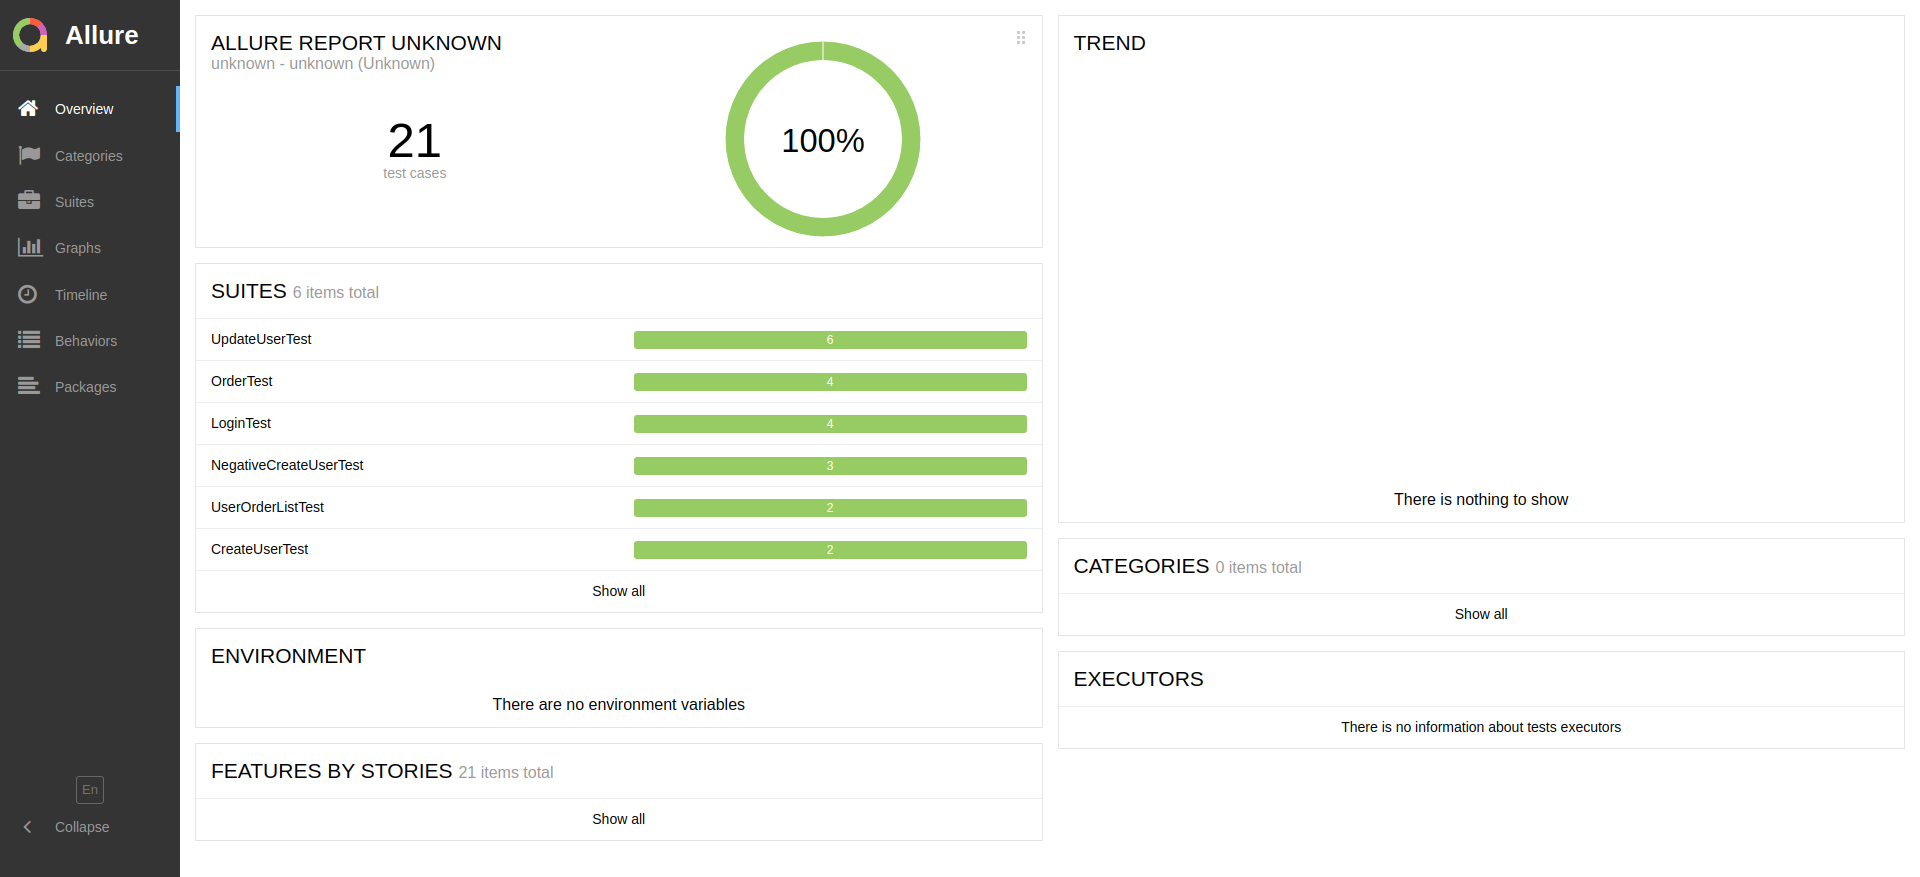 Allure
Overview
Categories
Suites
Graphs
Timeline
Behaviors
Packages
En
Collapse
ALLURE REPORT UNKNOWN
unknown - unknown (Unknown)
21
test cases
100%
SUITES 6 items total
UpdateUserTest 6
OrderTest 4
LoginTest 4
NegativeCreateUserTest 3
UserOrderListTest 2
CreateUserTest 2
Show all
ENVIRONMENT
There are no environment variables
FEATURES BY STORIES 21 items total
Show all
TREND
There is nothing to show
CATEGORIES 0 items total
Show all
EXECUTORS
There is no information about tests executors